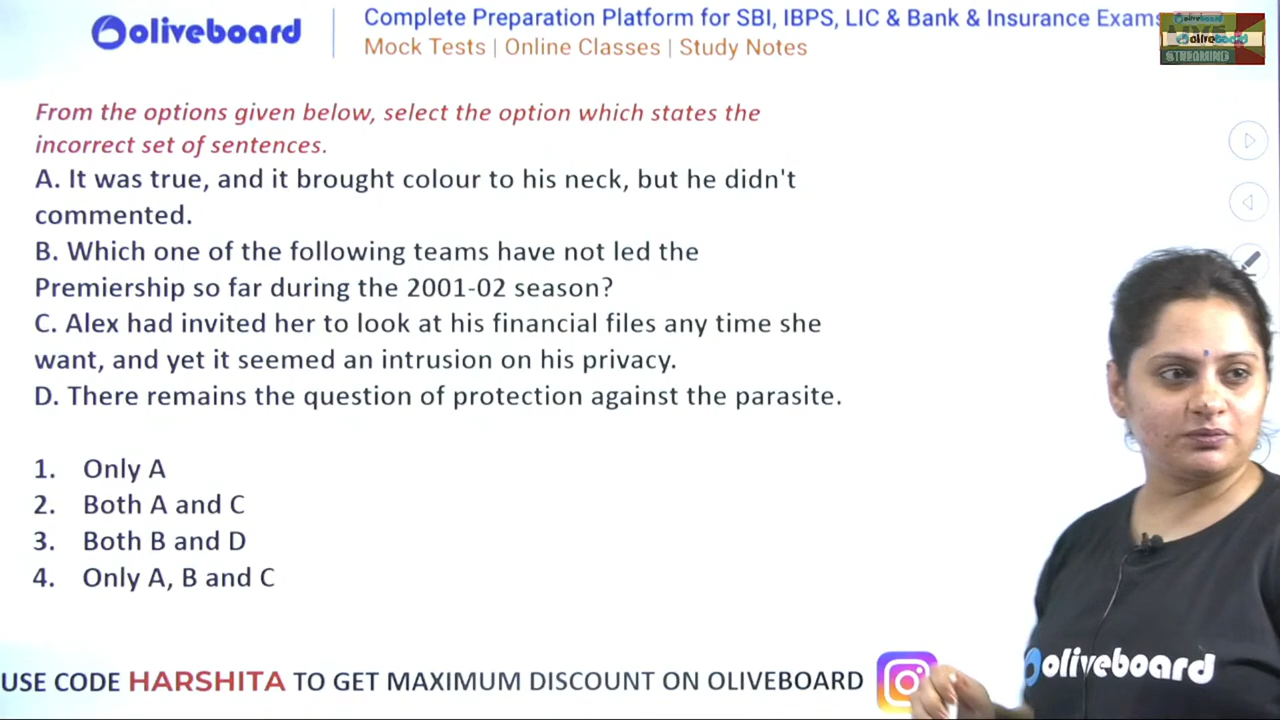 oliveboard
Complete Preparation Platform for SBI, IBPS, LIC & Bank & Insurance Exams
Mock Tests | Online Classes | Study Notes
oliveboard
oliveboard
STREAMING
From the options given below, select the option which states the
incorrect set of sentences.
A. It was true, and it brought colour to his neck, but he didn't
commented.
B. Which one of the following teams have not led the
Premiership so far during the 2001-02 season?
C. Alex had invited her to look at his financial files any time she
want, and yet it seemed an intrusion on his privacy.
D. There remains the question of protection against the parasite.
1. Only A
2. Both A and C
3. Both B and D
4. Only A, B and C
oliveboard
USE CODE HARSHITA TO GET MAXIMUM DISCOUNT ON OLIVEBOARD